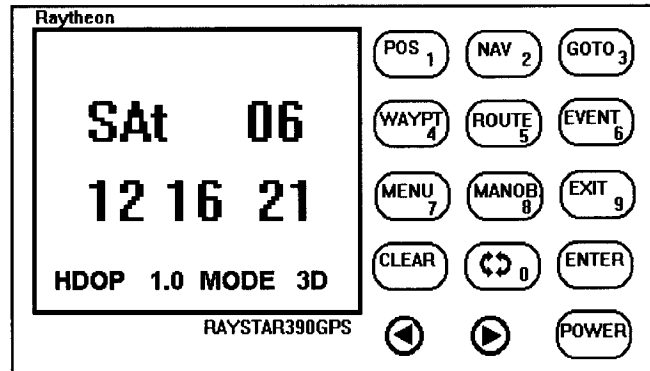 Raytheon
SAt 06
12 16 21
HDOP 1.0 MODE 3D
RAYSTAR390GPS
POS 1 NAV 2 GOTO 3
WAYPT 4 ROUTE 5 EVENT 6
MENU 7 MANOB 8 EXIT 9
CLEAR 0 ENTER
POWER